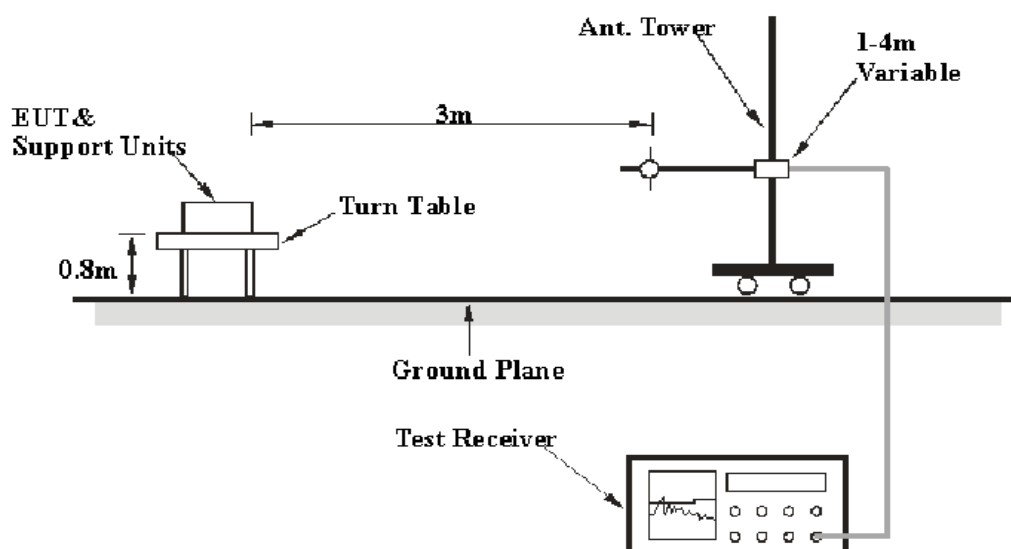 Ant. Tower
1-4m
Variable
EUT&
Support Units
3m
Turn Table
0.8m
Ground Plane
Test Receiver